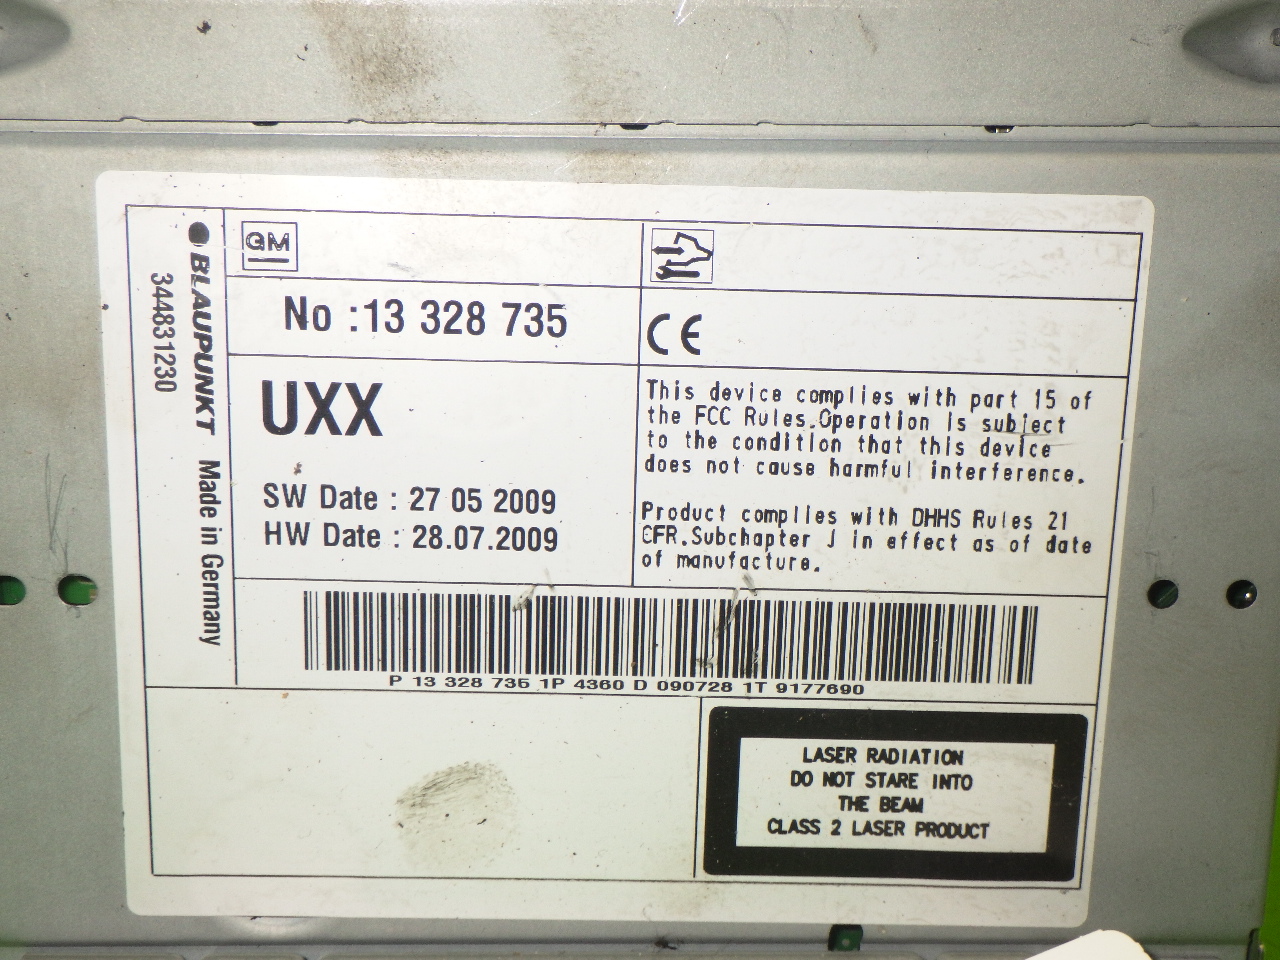 BLAUPUNKT Made in Germany
344831230
GM
No :13 328 735
CE
UXX
SW Date : 27 05 2009
HW Date : 28.07.2009
This device complies with part 15 of
the FCC Rules.Operation is subject
to the condition that this device
does not cause harmful interference.
Product complies with DHHS Rules 21
CFR.Subchapter J in effect as of date
of manufacture.
P 13 328 735 1P 4360 D 090728 1T 9177690
LASER RADIATION
DO NOT STARE INTO
THE BEAM
CLASS 2 LASER PRODUCT